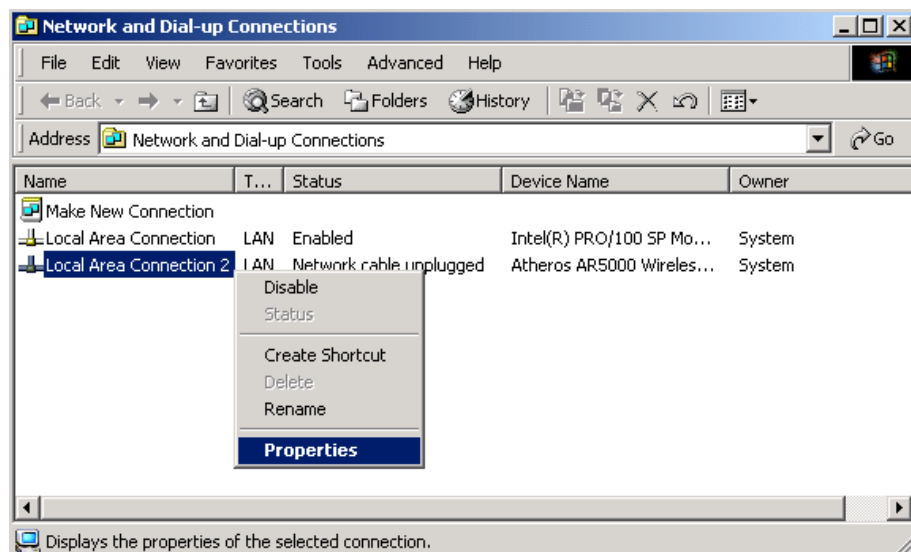 Network and Dial-up Connections
File Edit View Favorites Tools Advanced Help
Back Search Folders History
Address Network and Dial-up Connections Go
Name T... Status Device Name Owner
Make New Connection
Local Area Connection LAN Enabled Intel(R) PRO/100 SP Mo... System
Local Area Connection 2 LAN Network cable unplugged Atheros AR5000 Wireles... System
Disable
Status
Create Shortcut
Delete
Rename
Properties
Displays the properties of the selected connection.